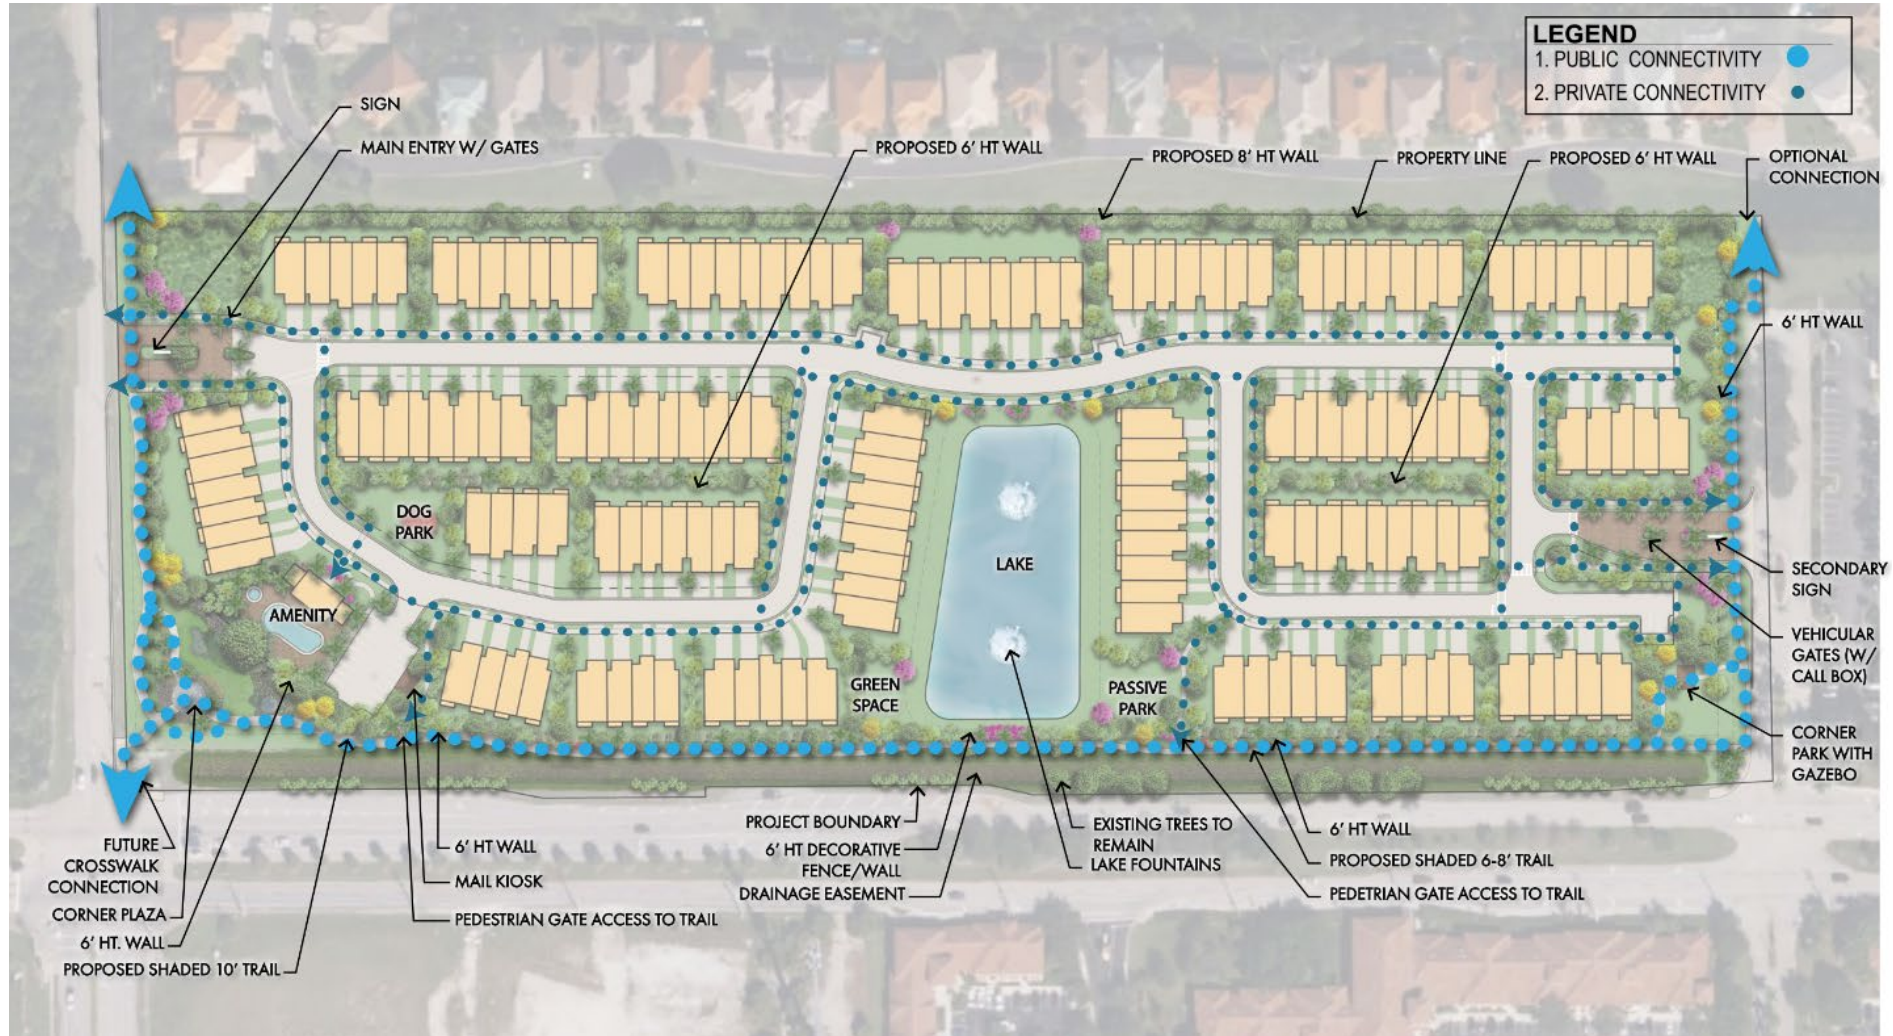 LEGEND
1. PUBLIC CONNECTIVITY
2. PRIVATE CONNECTIVITY
SIGN
MAIN ENTRY W/ GATES
PROPOSED 6' HT WALL
PROPOSED 8' HT WALL
PROPERTY LINE
PROPOSED 6' HT WALL
OPTIONAL
CONNECTION
6' HT WALL
DOG
PARK
LAKE
AMENITY
SECONDARY
SIGN
VEHICULAR
GATES (W/
CALL BOX)
GREEN
SPACE
PASSIVE
PARK
CORNER
PARK WITH
GAZEBO
FUTURE
CROSSWALK
CONNECTION
CORNER PLAZA
6' HT. WALL
PROPOSED SHADED 10' TRAIL
6' HT WALL
MAIL KIOSK
PEDESTRIAN GATE ACCESS TO TRAIL
PROJECT BOUNDARY
6' HT DECORATIVE
FENCE/WALL
DRAINAGE EASEMENT
EXISTING TREES TO
REMAIN
LAKE FOUNTAINS
6' HT WALL
PROPOSED SHADED 6-8' TRAIL
PEDETRIAN GATE ACCESS TO TRAIL